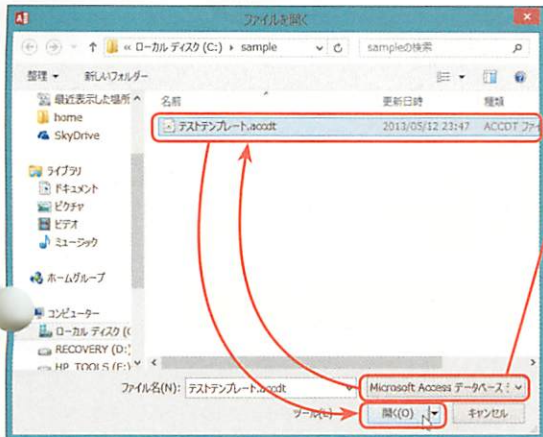 ファイルを開く
« ローカル ディスク (C:) ▸ sample
sampleの検索
整理 ▾ 新しいフォルダー
最近表示した場所
名前
更新日時
種類
home
SkyDrive
テストテンプレート.accdt
2013/05/12 23:47
ACCDT ファイ
ライブラリ
ドキュメント
ピクチャ
ビデオ
ミュージック
ホームグループ
コンピューター
ローカル ディスク (C
RECOVERY (D:)
HP_TOOLS (E:)
ファイル名(N): テストテンプレート.accdt
Microsoft Access データベース
ツール(L)
開く(O)
キャンセル